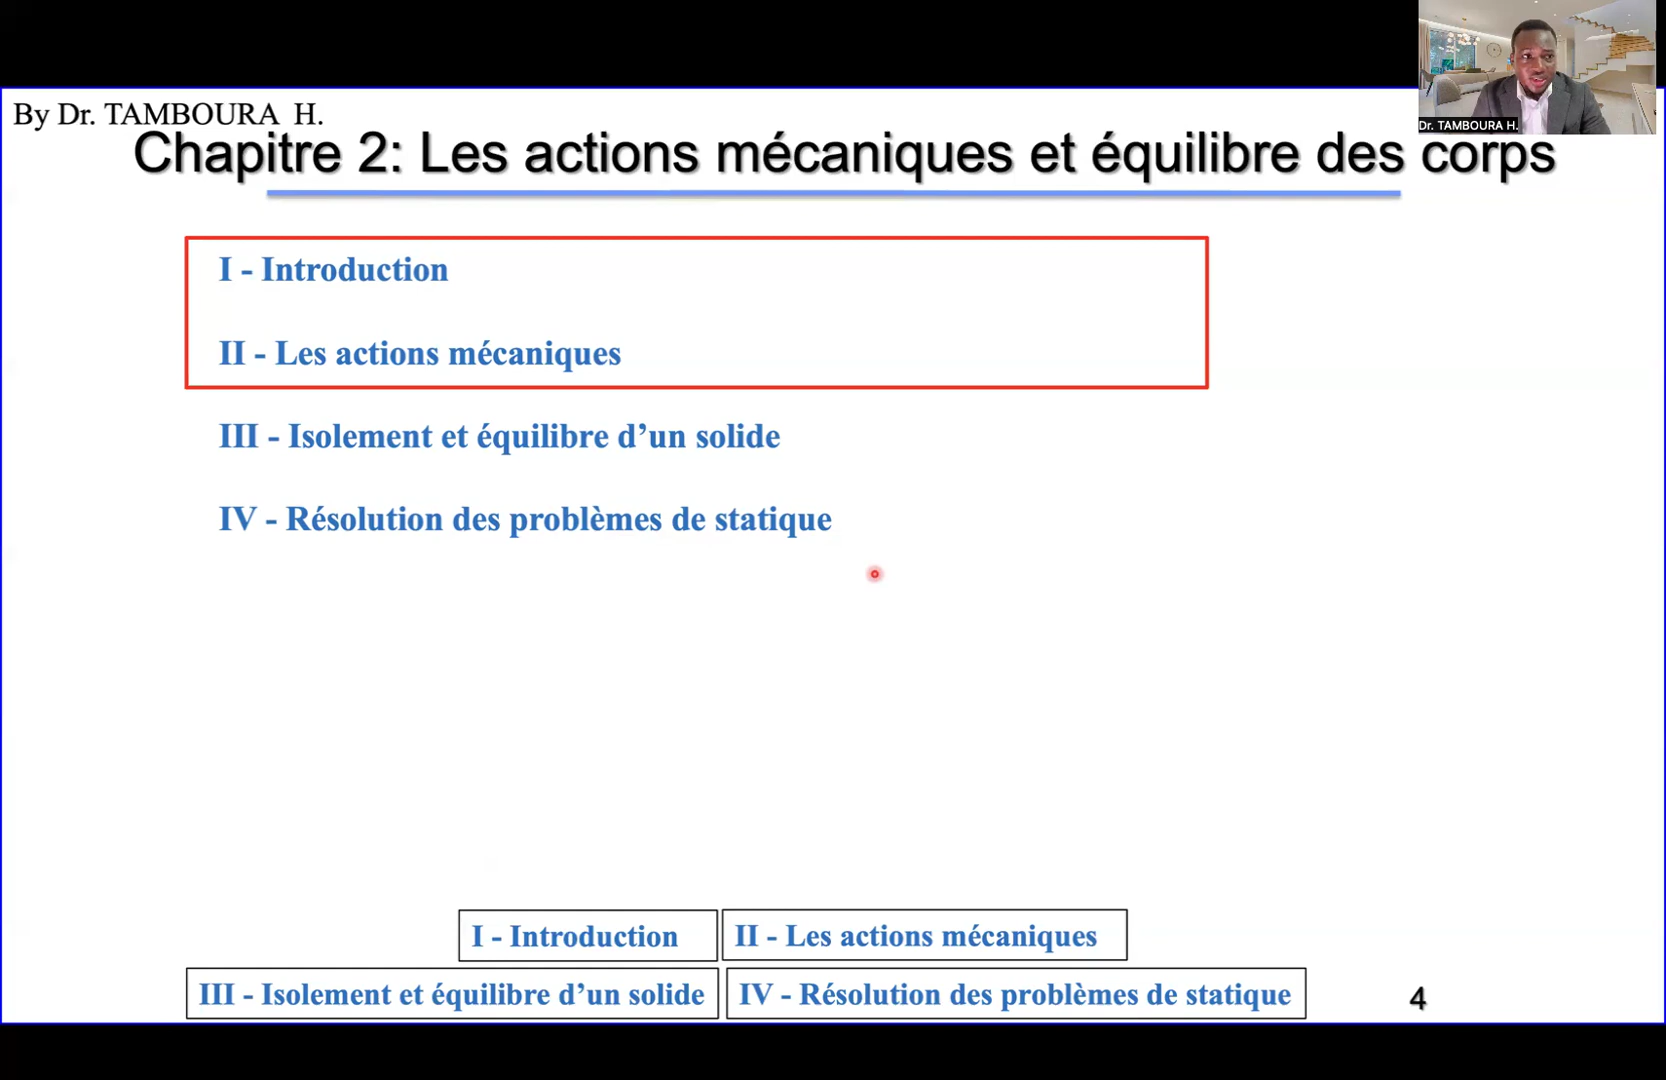 By Dr. TAMBOURA H.
Dr. TAMBOURA H.
Chapitre 2: Les actions mécaniques et équilibre des corps
I - Introduction
II - Les actions mécaniques
III - Isolement et équilibre d’un solide
IV - Résolution des problèmes de statique
I - Introduction
II - Les actions mécaniques
III - Isolement et équilibre d’un solide
IV - Résolution des problèmes de statique
4